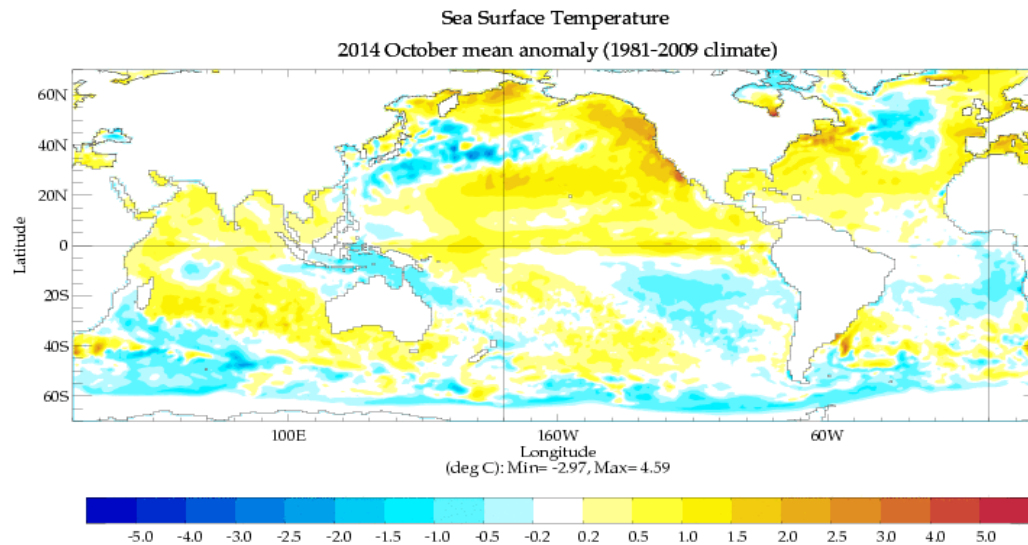 Sea Surface Temperature
2014 October mean anomaly (1981-2009 climate)
60N
40N
20N
0
20S
40S
60S
Latitude
100E 160W 60W
Longitude
(deg C): Min= -2.97, Max= 4.59
-5.0 -4.0 -3.0 -2.5 -2.0 -1.5 -1.0 -0.5 -0.2 0.2 0.5 1.0 1.5 2.0 2.5 3.0 4.0 5.0